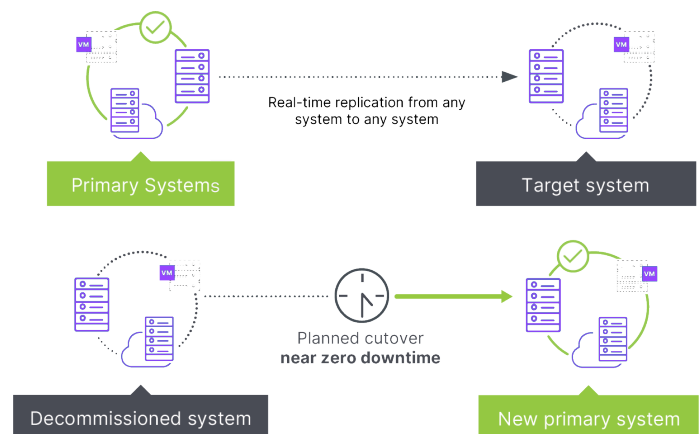 VM
VM
Real-time replication from any
system to any system
Primary Systems
Target system
VM
VM
Planned cutover
near zero downtime
Decommissioned system
New primary system